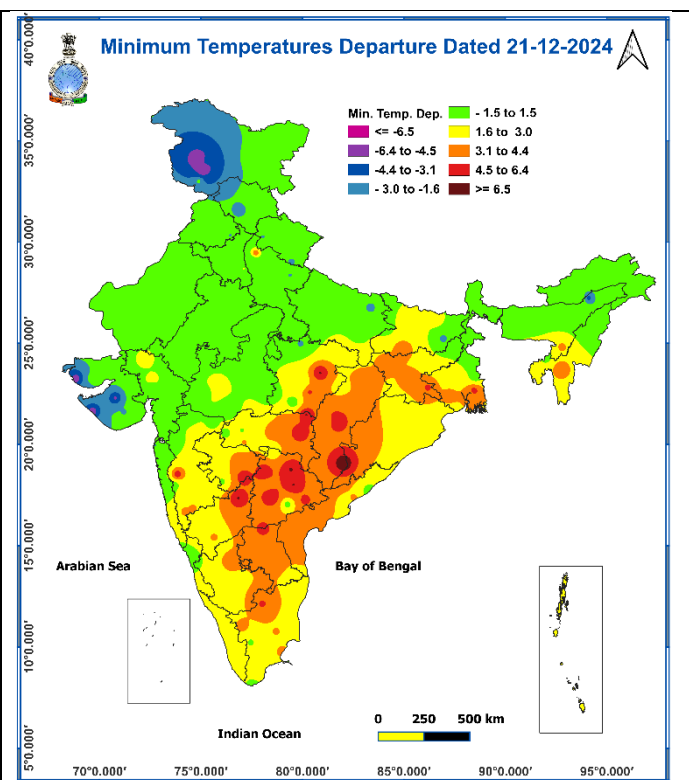 Minimum Temperatures Departure Dated 21-12-2024
Min. Temp. Dep.
<= -6.5
-6.4 to -4.5
-4.4 to -3.1
- 3.0 to -1.6
- 1.5 to 1.5
1.6 to 3.0
3.1 to 4.4
4.5 to 6.4
>= 6.5
40°0.000'
35°0.000'
30°0.000'
25°0.000'
20°0.000'
15°0.000'
10°0.000'
5°0.000'
Arabian Sea
Bay of Bengal
Indian Ocean
0 250 500 km
70°0.000' 75°0.000' 80°0.000' 85°0.000' 90°0.000' 95°0.000'